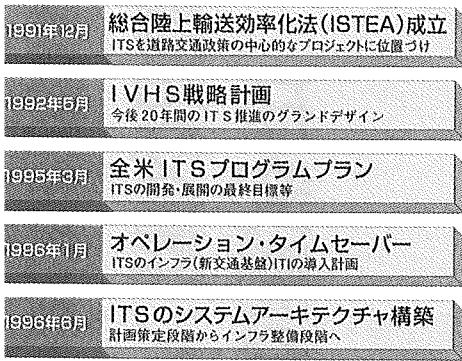 1991年12月
総合陸上輸送効率化法(ISTEA)成立
ITSを道路交通政策の中心的なプロジェクトに位置づけ
1992年5月
IVHS戦略計画
今後20年間のITS推進のグランドデザイン
1995年3月
全米ITSプログラムプラン
ITSの開発・展開の最終目標等
1996年1月
オペレーション・タイムセーバー
ITSのインフラ(新交通基盤)ITIの導入計画
1996年6月
ITSのシステムアーキテクチャ構築
計画策定段階からインフラ整備段階へ